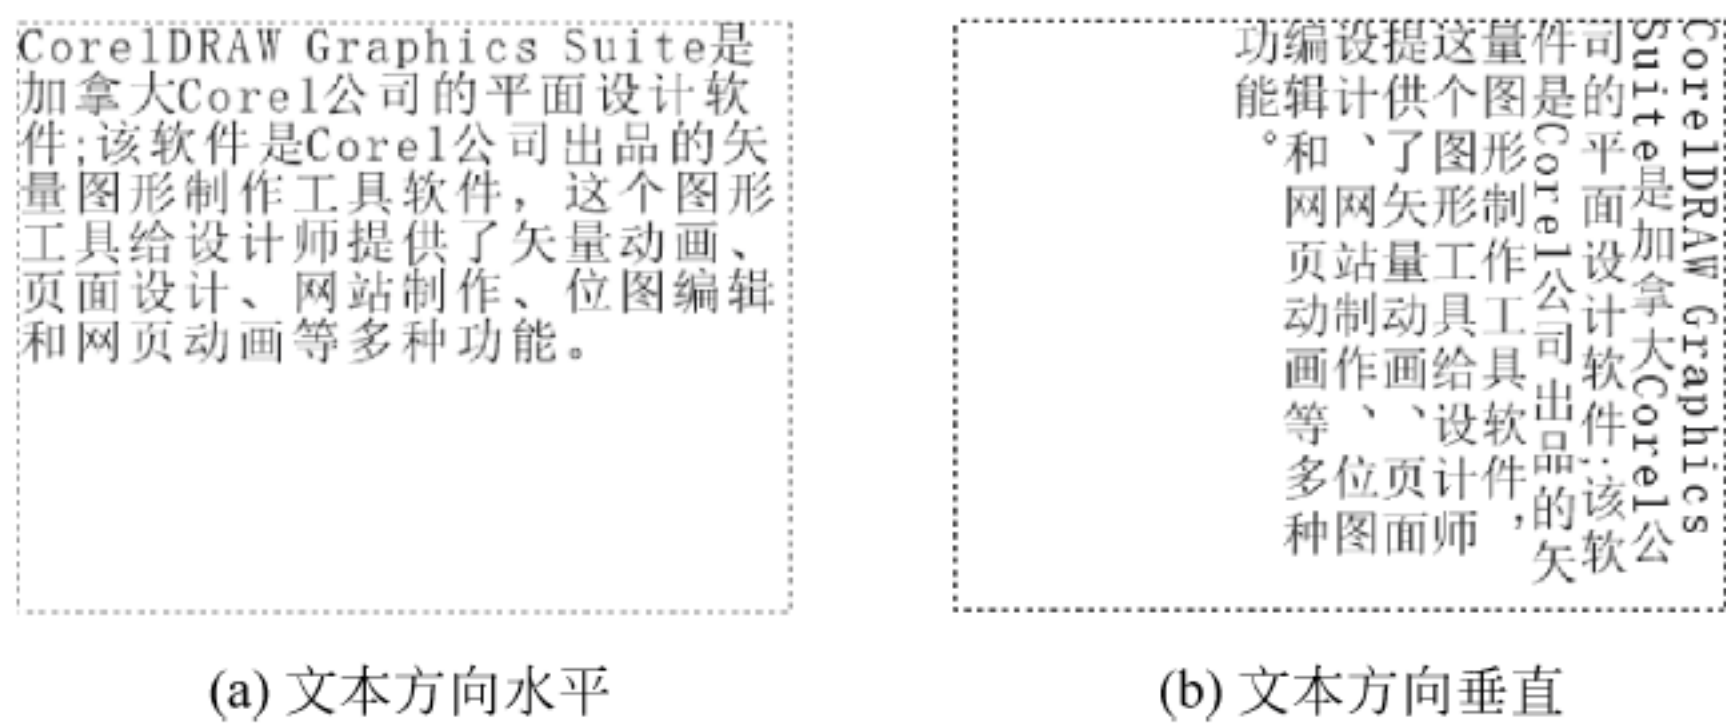 CorelDRAW Graphics Suite是
加拿大Corel公司的平面设计软
件;该软件是Corel公司出品的矢
量图形制作工具软件，这个图形
工具给设计师提供了矢量动画、
页面设计、网站制作、位图编辑
和网页动画等多种功能。
(a) 文本方向水平
CorelDRAW Graphics
Suite是加拿大Corel公
司的平面设计软件;该软
件是Corel公司出品的矢
量图形制作工具软件，
这个图形工具给设计师
提供了矢量动画、页面
设计、网站制作、位图
编辑和网页动画等多种
功能。
(b) 文本方向垂直